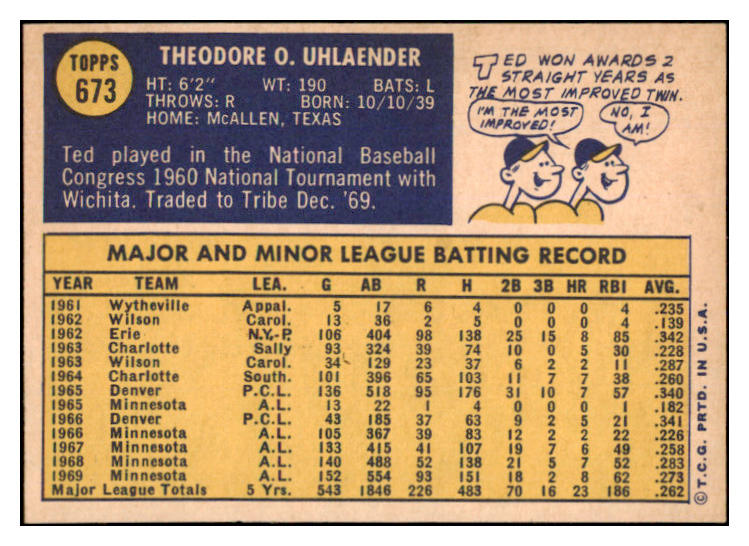 TOPPS
673
THEODORE O. UHLAENDER
HT: 6'2" WT: 190 BATS: L
THROWS: R BORN: 10/10/39
HOME: McALLEN, TEXAS
Ted played in the National Baseball
Congress 1960 National Tournament with
Wichita. Traded to Tribe Dec. '69.
TED WON AWARDS 2
STRAIGHT YEARS AS
THE MOST IMPROVED TWIN.
I'M THE MOST
IMPROVED!
NO, I
AM!
MAJOR AND MINOR LEAGUE BATTING RECORD
YEAR TEAM LEA. G AB R H 2B 3B HR RBI AVG.
1961 Wytheville Appal. 5 17 6 4 0 0 0 4 .235
1962 Wilson Carol. 13 36 2 5 0 0 0 4 .139
1962 Erie N.Y.-P. 106 404 98 138 25 15 8 85 .342
1963 Charlotte Sally 93 324 39 74 10 0 5 30 .228
1963 Wilson Carol. 34 129 23 37 6 2 2 11 .287
1964 Charlotte South. 101 396 65 103 11 7 7 38 .260
1965 Denver P.C.L. 136 518 95 176 31 10 7 57 .340
1965 Minnesota A.L. 13 22 1 4 0 0 0 1 .182
1966 Denver P.C.L. 43 185 37 63 9 2 5 21 .341
1966 Minnesota A.L. 105 367 39 83 12 2 2 22 .226
1967 Minnesota A.L. 133 415 41 107 19 7 6 49 .258
1968 Minnesota A.L. 140 488 52 138 21 5 7 52 .283
1969 Minnesota A.L. 152 554 93 151 18 2 8 62 .273
Major League Totals 5 Yrs. 543 1846 226 483 70 16 23 186 .262
© T.C.G. PRTD. IN U.S.A.